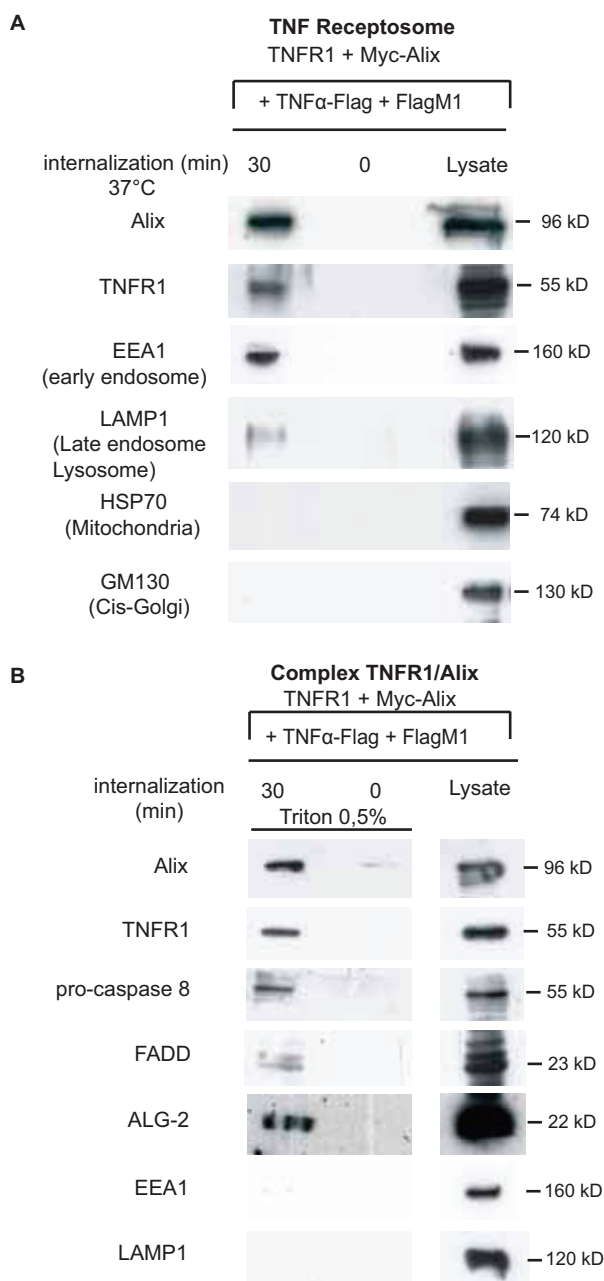 A
TNF Receptosome
TNFR1 + Myc-Alix
+ TNFα-Flag + FlagM1
internalization (min) 30 0 Lysate
37°C
Alix 96 kD
TNFR1 55 kD
EEA1 160 kD
(early endosome)
LAMP1
(Late endosome 120 kD
Lysosome)
HSP70 74 kD
(Mitochondria)
GM130 130 kD
(Cis-Golgi)
B
Complex TNFR1/Alix
TNFR1 + Myc-Alix
+ TNFα-Flag + FlagM1
internalization 30 0 Lysate
(min)
Triton 0,5%
Alix 96 kD
TNFR1 55 kD
pro-caspase 8 55 kD
FADD 23 kD
ALG-2 22 kD
EEA1 160 kD
LAMP1 120 kD